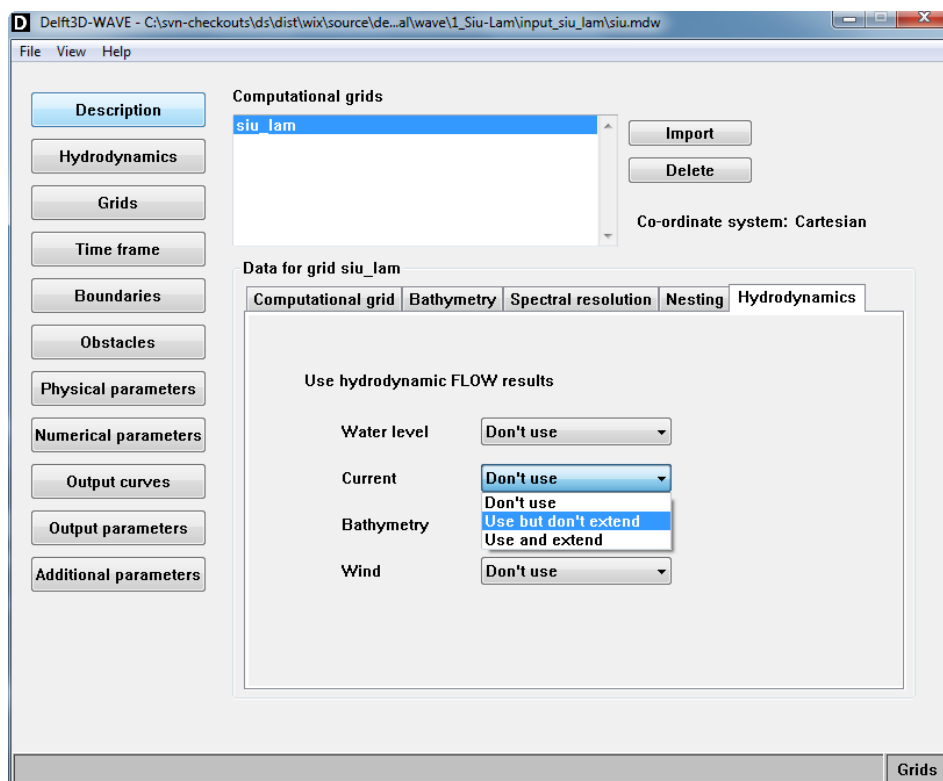 D Delft3D-WAVE - C:\svn-checkouts\ds\dist\wix\source\de...al\wave\1_Siu-Lam\input_siu_lam\siu.mdw
File View Help
Description
Hydrodynamics
Grids
Time frame
Boundaries
Obstacles
Physical parameters
Numerical parameters
Output curves
Output parameters
Additional parameters
Computational grids
siu_lam
Import
Delete
Co-ordinate system: Cartesian
Data for grid siu_lam
Computational grid Bathymetry Spectral resolution Nesting Hydrodynamics
Use hydrodynamic FLOW results
Water level Don't use
Current Don't use
Don't use
Use but don't extend
Use and extend
Bathymetry
Wind Don't use
Grids